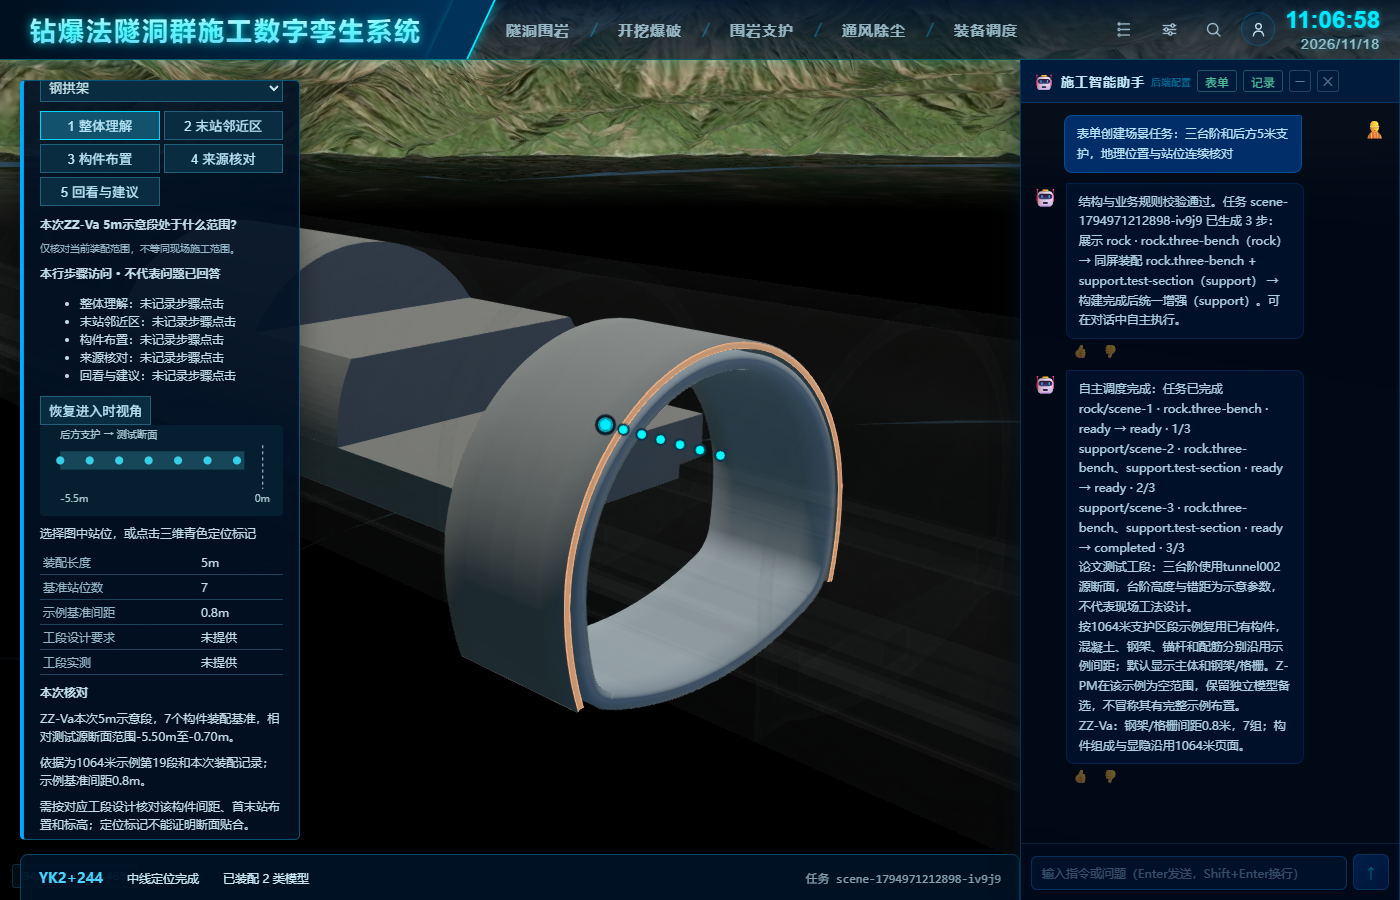 钻爆法隧洞群施工数字孪生系统
隧洞围岩 / 开挖爆破 / 围岩支护 / 通风除尘 / 装备调度
11:06:58
2026/11/18
钢拱架
1 整体理解
2 末站邻近区
3 构件布置
4 来源核对
5 回看与建议
本次ZZ-Va 5m示意段处于什么范围?
仅核对当前装配范围，不等同现场施工范围。
本行步骤访问 · 不代表问题已回答
整体理解：未记录步骤点击
末站邻近区：未记录步骤点击
构件布置：未记录步骤点击
来源核对：未记录步骤点击
回看与建议：未记录步骤点击
恢复进入时视角
后方支护 → 测试断面
-5.5m 0m
选择图中站位，或点击三维青色定位标记
装配长度 5m
基准站位数 7
示例基准间距 0.8m
工段设计要求 未提供
工段实测 未提供
本次核对
ZZ-Va本次5m示意段，7个构件装配基准，相
对测试源断面范围-5.50m至-0.70m。
依据为1064米示例第19段和本次装配记录；
示例基准间距0.8m。
需按对应工段设计核对该构件间距、首末站布
置和标高；定位标记不能证明断面贴合。
YK2+244 中线定位完成 已装配 2 类模型
任务 scene-1794971212898-iv9j9
施工智能助手 后端配置 表单 记录
表单创建场景任务：三台阶和后方5米支
护，地理位置与站位连续核对
结构与业务规则校验通过。任务 scene-
1794971212898-iv9j9 已生成 3 步：
展示 rock · rock.three-bench（rock）
→ 同屏装配 rock.three-bench +
support.test-section（support） →
构建完成后统一增强（support）。可
在对话中自主执行。
自主调度完成：任务已完成
rock/scene-1 · rock.three-bench ·
ready → ready · 1/3
support/scene-2 · rock.three-
bench、support.test-section · ready
→ ready · 2/3
support/scene-3 · rock.three-
bench、support.test-section · ready
→ completed · 3/3
论文测试工段：三台阶使用tunnel002
源断面，台阶高度与错距为示意参数，
不代表现场工法设计。
按1064米支护区段示例复用已有构件，
混凝土、钢架、锚杆和配筋分别沿用示
例间距；默认显示主体和钢架/格栅。Z-
PM在该示例为空范围，保留独立模型备
选，不冒称其有完整示例布置。
ZZ-Va：钢架/格栅间距0.8米，7组；构
件组成与显隐沿用1064米页面。
输入指令或问题（Enter发送，Shift+Enter换行）